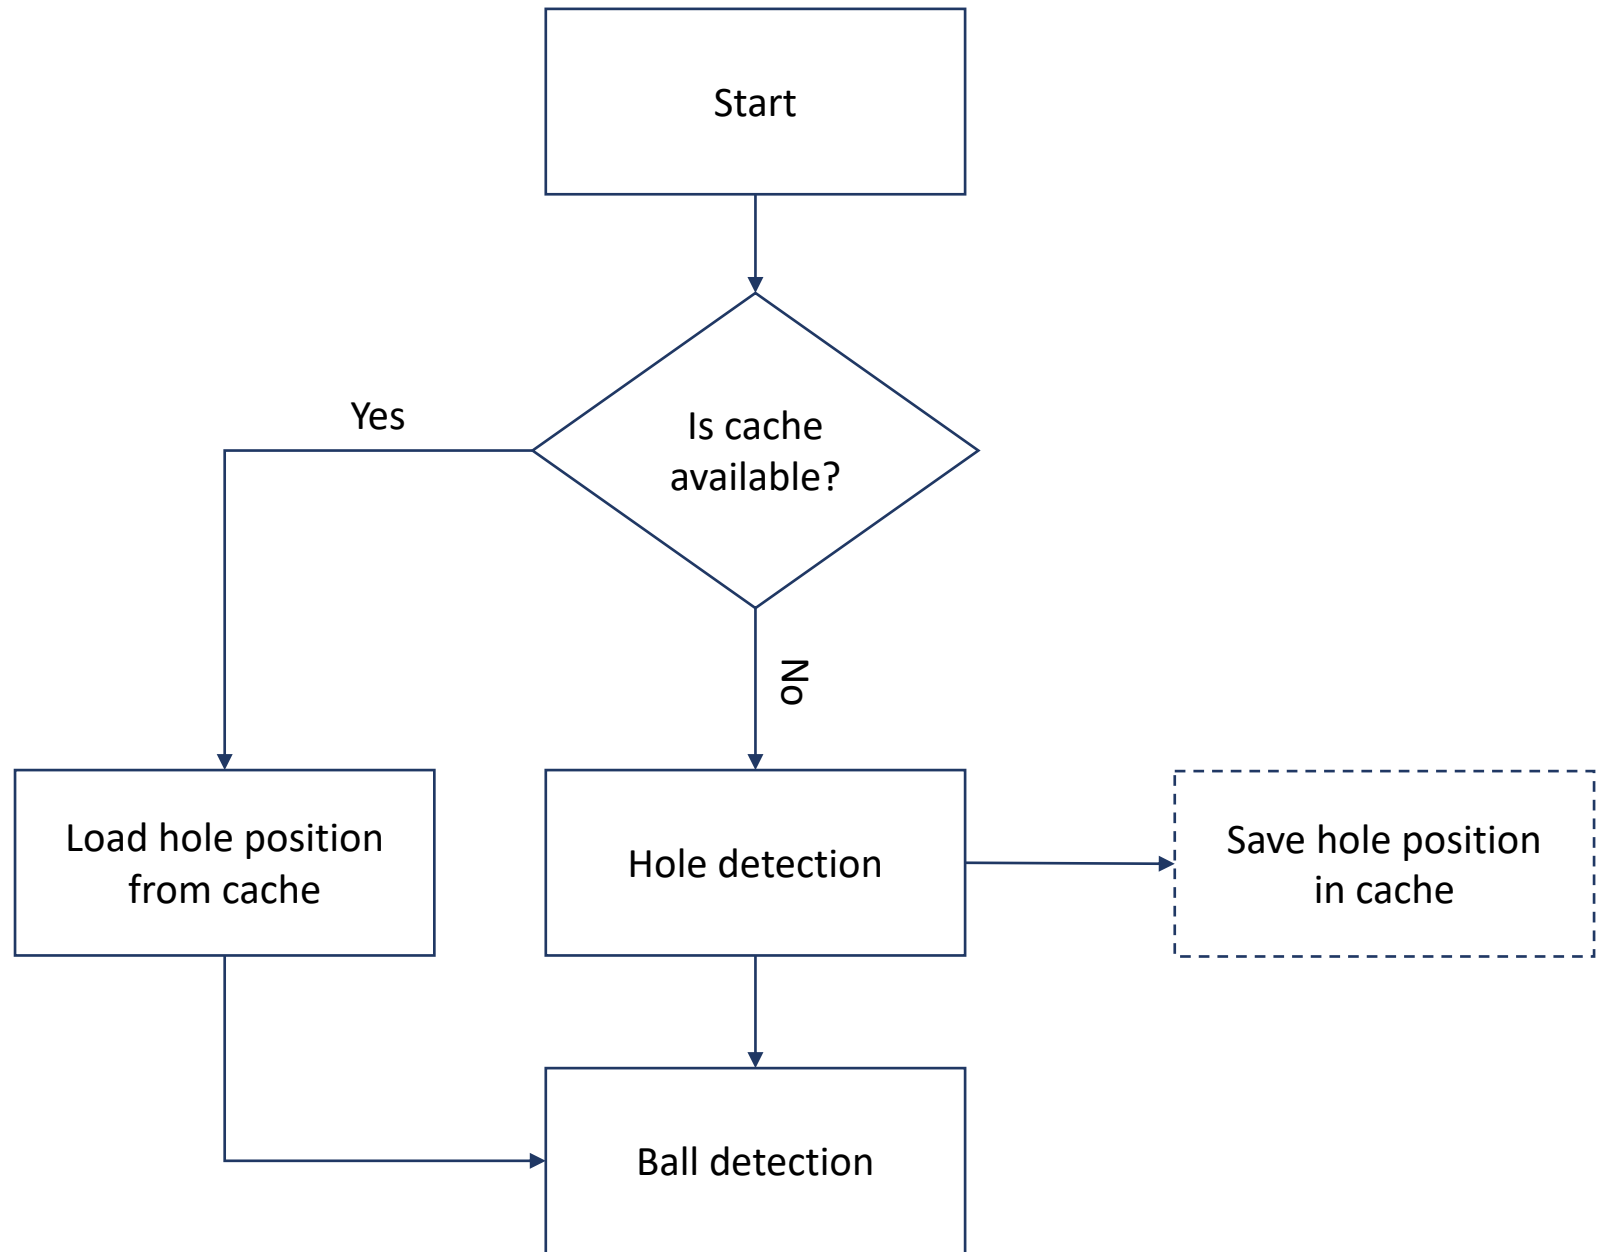 Start
Is cache
available?
Yes
No
Load hole position
from cache
Hole detection
Save hole position
in cache
Ball detection